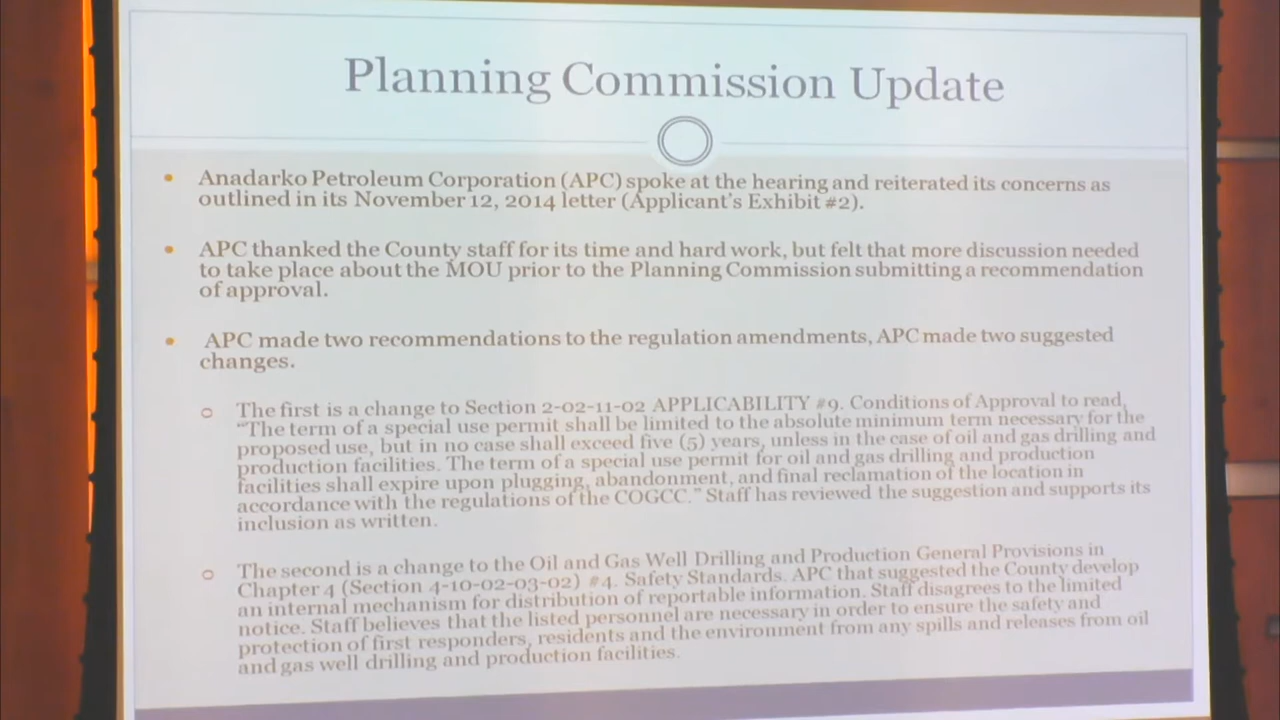 Planning Commission Update
Anadarko Petroleum Corporation (APC) spoke at the hearing and reiterated its concerns as
outlined in its November 12, 2014 letter (Applicant's Exhibit #2).
APC thanked the County staff for its time and hard work, but felt that more discussion needed
to take place about the MOU prior to the Planning Commission submitting a recommendation
of approval.
APC made two recommendations to the regulation amendments, APC made two suggested
changes.
The first is a change to Section 2-02-11-02 APPLICABILITY #9. Conditions of Approval to read,
"The term of a special use permit shall be limited to the absolute minimum term necessary for the
proposed use, but in no case shall exceed five (5) years, unless in the case of oil and gas drilling and
production facilities. The term of a special use permit for oil and gas drilling and production
facilities shall expire upon plugging, abandonment, and final reclamation of the location in
accordance with the regulations of the COGCC." Staff has reviewed the suggestion and supports its
inclusion as written.
The second is a change to the Oil and Gas Well Drilling and Production General Provisions in
Chapter 4 (Section 4-10-02-03-02) #4. Safety Standards. APC that suggested the County develop
an internal mechanism for distribution of reportable information. Staff disagrees to the limited
notice. Staff believes that the listed personnel are necessary in order to ensure the safety and
protection of first responders, residents and the environment from any spills and releases from oil
and gas well drilling and production facilities.